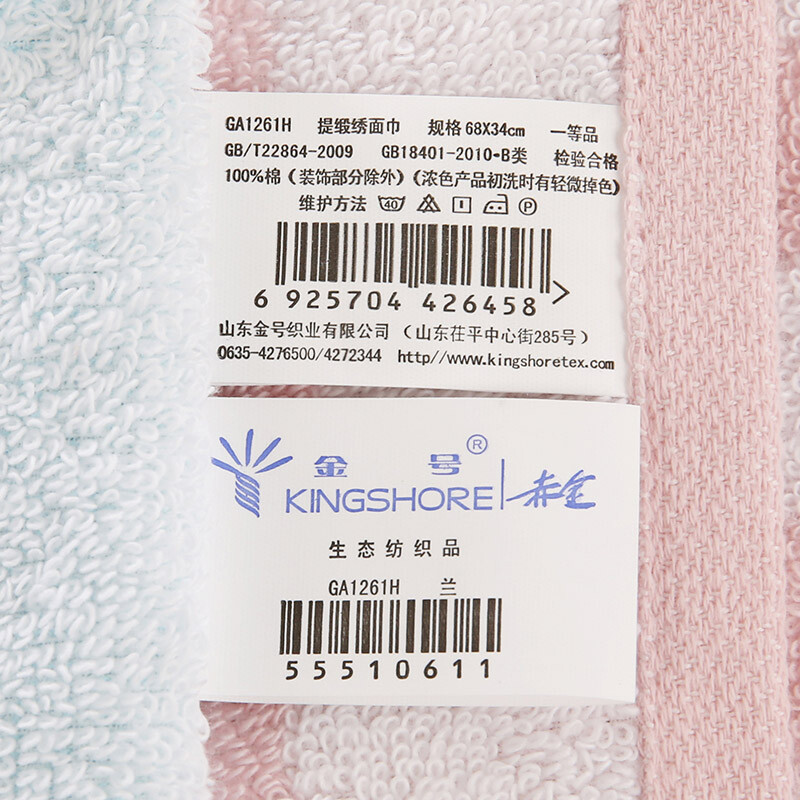 GA1261H 提缎绣面巾 规格 68X34cm 一等品
GB/T22864-2009 GB18401-2010·B类 检验合格
100%棉（装饰部分除外）（浓色产品初洗时有轻微掉色）
维护方法 40 P
6 925704 426458 >
山东金号织业有限公司 （山东茌平中心街285号）
0635-4276500/4272344 http//www.kingshoretex.com
金号®
KINGSHORE 赤金
生态纺织品
GA1261H 兰
55510611